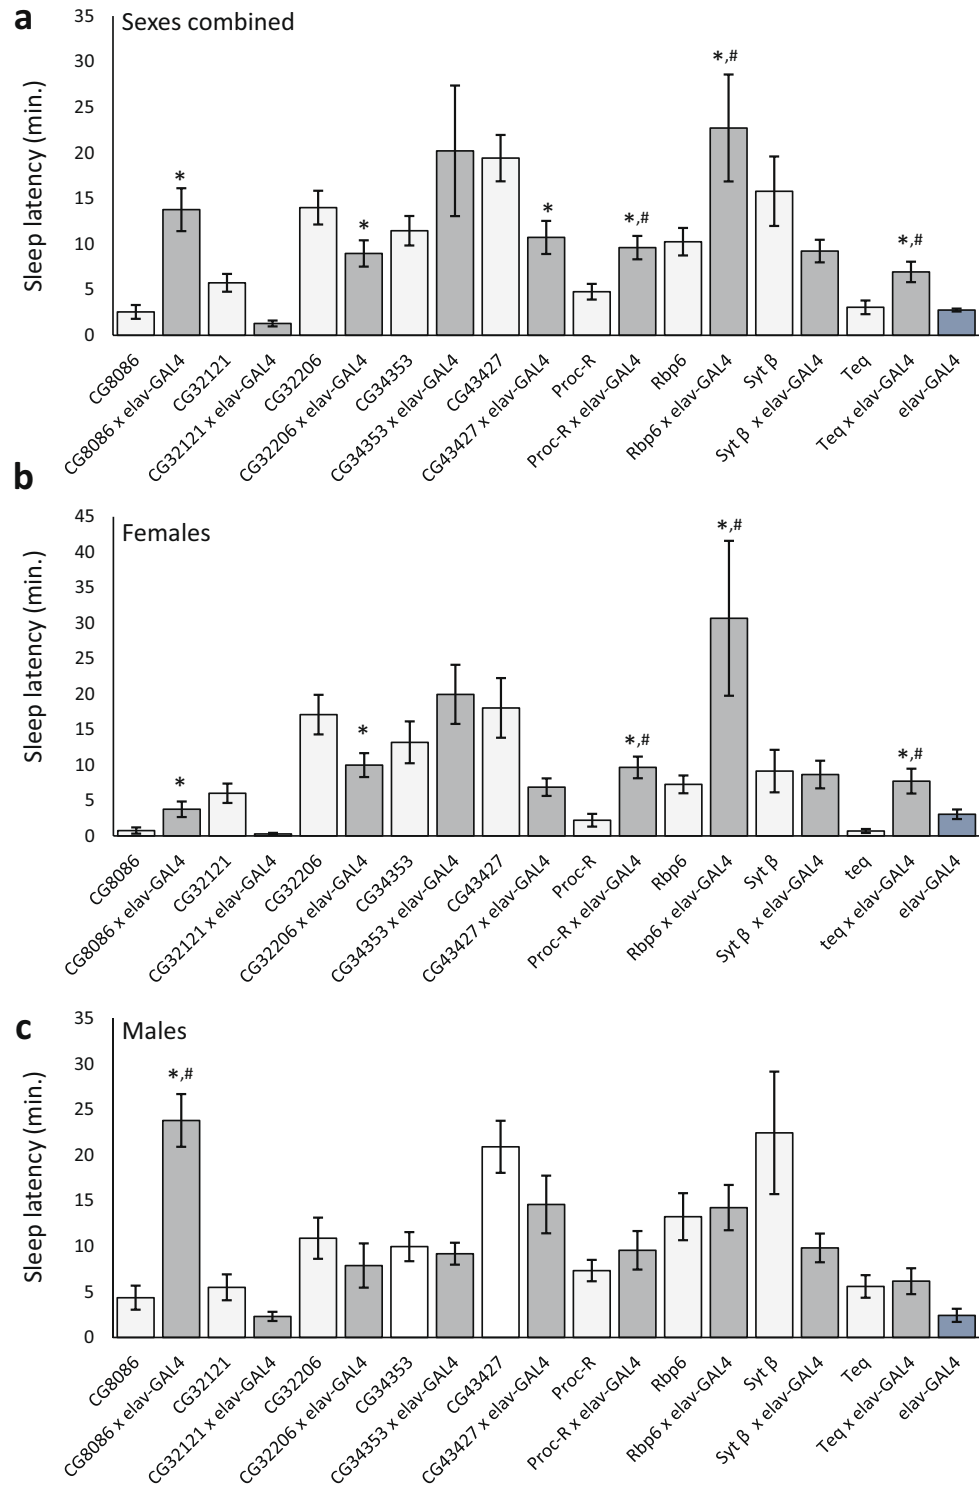 a
Sexes combined
Sleep latency (min.)
35
30
25
20
15
10
5
0
*
*
*
*,#
*,#
*,#
CG8086
CG8086 x elav-GAL4
CG32121
CG32121 x elav-GAL4
CG32206
CG32206 x elav-GAL4
CG34353
CG34353 x elav-GAL4
CG43427
CG43427 x elav-GAL4
Proc-R
Proc-R x elav-GAL4
Rbp6
Rbp6 x elav-GAL4
Syt β
Syt β x elav-GAL4
Teq
Teq x elav-GAL4
elav-GAL4
b
Females
Sleep latency (min.)
45
40
35
30
25
20
15
10
5
0
*
*
*,#
*,#
*,#
CG8086
CG8086 x elav-GAL4
CG32121
CG32121 x elav-GAL4
CG32206
CG32206 x elav-GAL4
CG34353
CG34353 x elav-GAL4
CG43427
CG43427 x elav-GAL4
Proc-R
Proc-R x elav-GAL4
Rbp6
Rbp6 x elav-GAL4
Syt β
Syt β x elav-GAL4
teq
teq x elav-GAL4
elav-GAL4
c
Males
Sleep latency (min.)
35
30
25
20
15
10
5
0
*,#
CG8086
CG8086 x elav-GAL4
CG32121
CG32121 x elav-GAL4
CG32206
CG32206 x elav-GAL4
CG34353
CG34353 x elav-GAL4
CG43427
CG43427 x elav-GAL4
Proc-R
Proc-R x elav-GAL4
Rbp6
Rbp6 x elav-GAL4
Syt β
Syt β x elav-GAL4
Teq
Teq x elav-GAL4
elav-GAL4